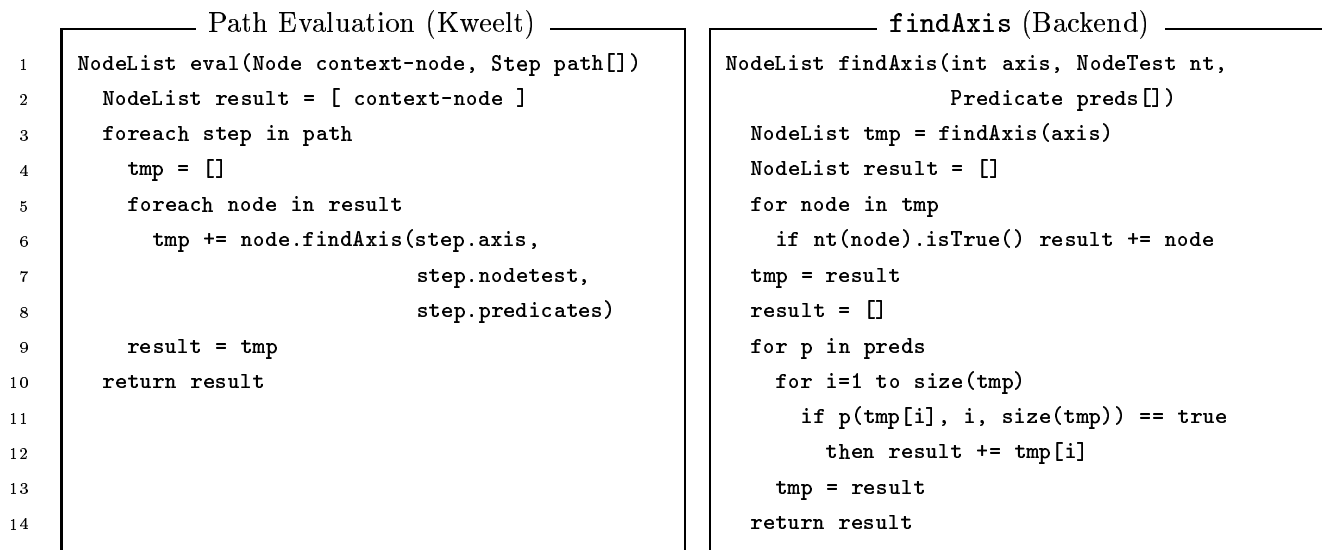 Path Evaluation (Kweelt)
1 NodeList eval(Node context-node, Step path[])
2 NodeList result = [ context-node ]
3 foreach step in path
4 tmp = []
5 foreach node in result
6 tmp += node.findAxis(step.axis,
7 step.nodetest,
8 step.predicates)
9 result = tmp
10 return result
11
12
13
14
findAxis (Backend)
NodeList findAxis(int axis, NodeTest nt,
Predicate preds[])
NodeList tmp = findAxis(axis)
NodeList result = []
for node in tmp
if nt(node).isTrue() result += node
tmp = result
result = []
for p in preds
for i=1 to size(tmp)
if p(tmp[i], i, size(tmp)) == true
then result += tmp[i]
tmp = result
return result